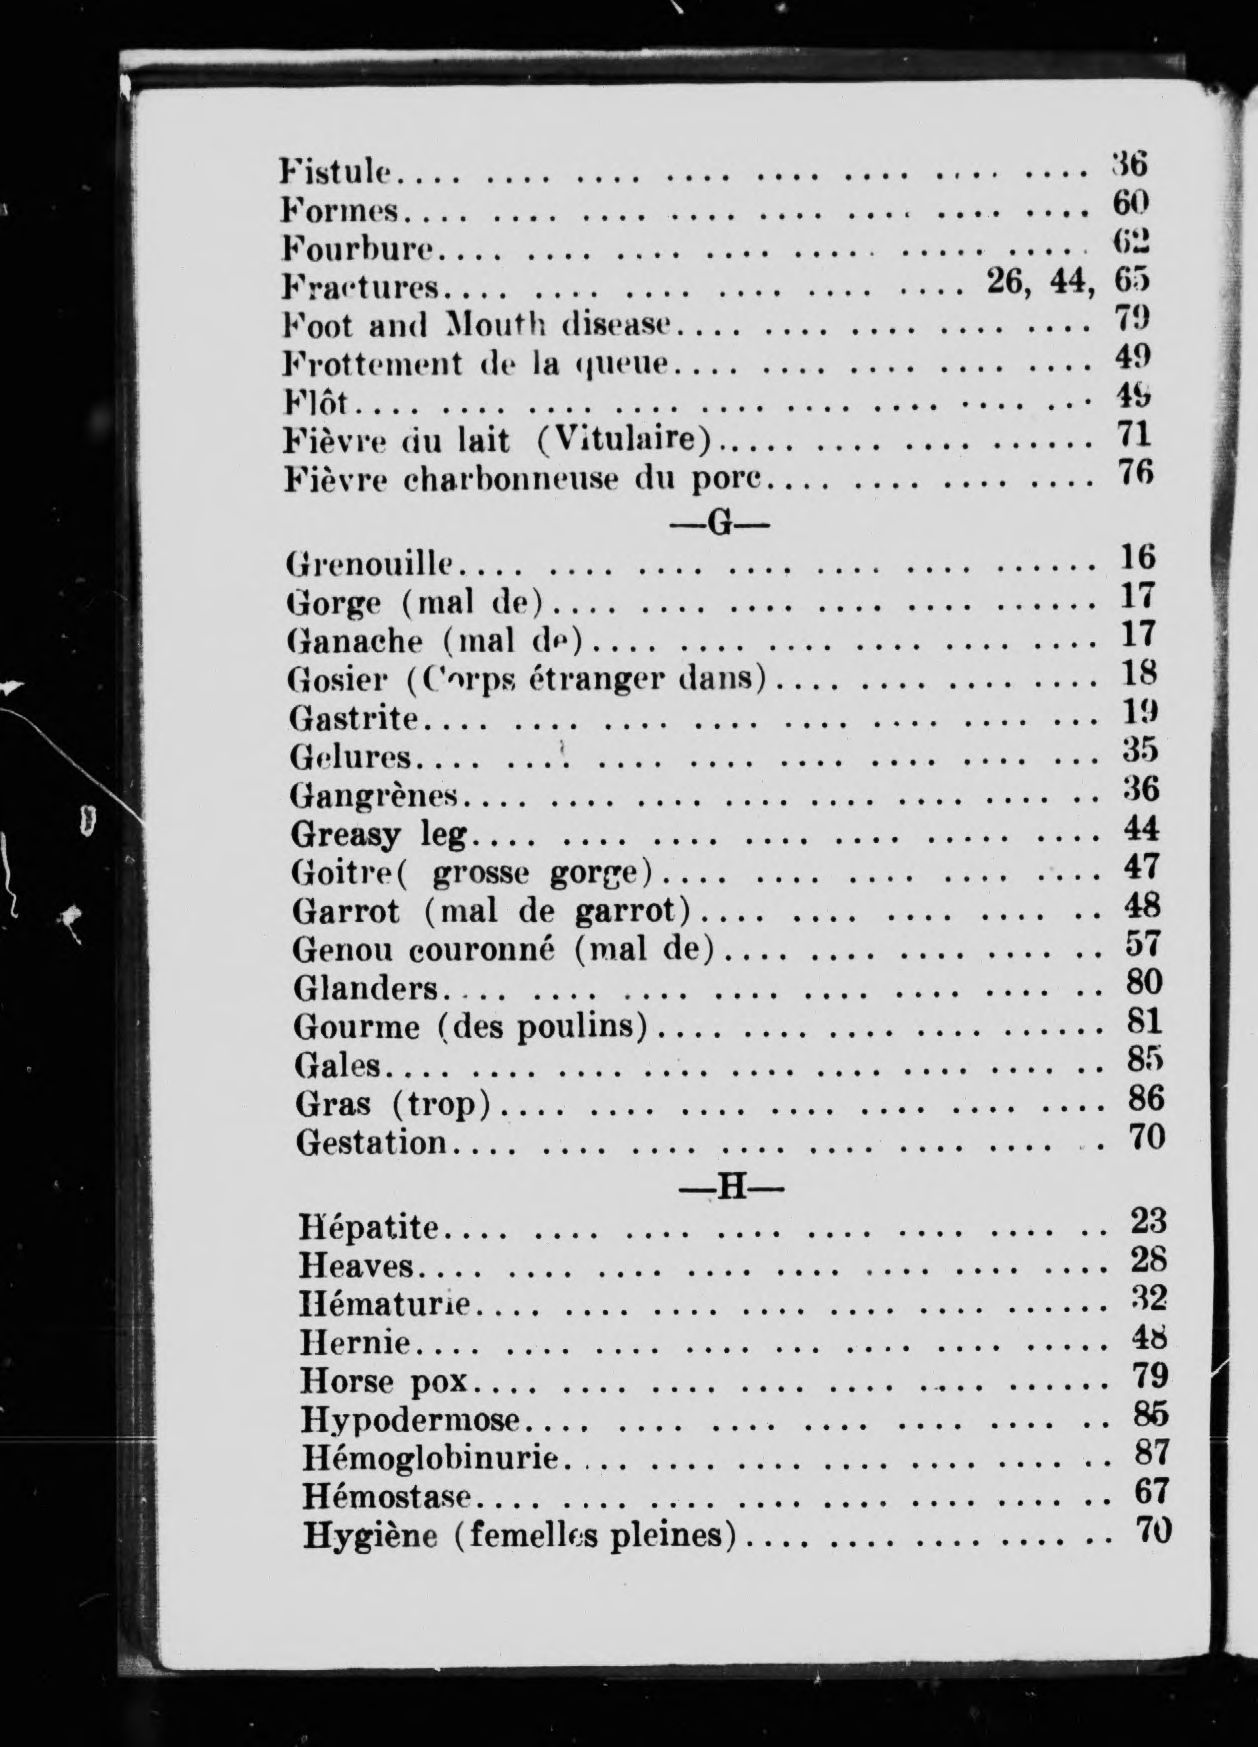 Fistule.... .... .... .... .... .... .... .... 36
Formes.... .... .... .... .... .... .... .... 60
Fourbure.... .... .... .... .... .... ..... 62
Fractures.... .... .... .... .... .... 26, 44, 65
Foot and Mouth disease.... .... .... .... .... 79
Frottement de la queue.... .... .... .... .... 49
Flôt.... .... .... .... .... .... .... .... ... 49
Fièvre du lait (Vitulaire)..... .... .... ...... 71
Fièvre charbonneuse du porc.... .... .... .... 76
—G—
Grenouille.... .... .... .... .... .... ...... 16
Gorge (mal de).... .... .... .... .... ...... 17
Ganache (mal de).... .... .... .... .... .... 17
Gosier (Corps étranger dans).... .... .... .... 18
Gastrite.... .... .... .... .... .... .... ... 19
Gelures.... .... .... .... .... .... .... ... 35
Gangrènes.... .... .... .... .... .... .... .. 36
Greasy leg.... .... .... .... .... .... .... 44
Goitre( grosse gorge).... .... .... .... .... 47
Garrot (mal de garrot).... .... .... .... .. 48
Genou couronné (mal de).... .... .... .... .. 57
Glanders.... .... .... .... .... .... .... .. 80
Gourme (des poulins).... .... .... .... ...... 81
Gales.... .... .... .... .... .... .... .... .. 85
Gras (trop).... .... .... .... .... .... .... 86
Gestation.... .... .... .... .... .... .... .. 70
—H—
Hépatite.... .... .... .... .... .... .... .. 23
Heaves.... .... .... .... .... .... .... .... 28
Hématurie.... .... .... .... .... .... ...... 32
Hernie.... .... .... .... .... .... .... ..... 48
Horse pox.... .... .... .... .... .... ...... 79
Hypodermose.... .... .... .... .... .... .. 85
Hémoglobinurie.... .... .... .... .... .... .. 87
Hémostase.... .... .... .... .... .... .... .. 67
Hygiène (femelles pleines).... .... .... .... .. 70